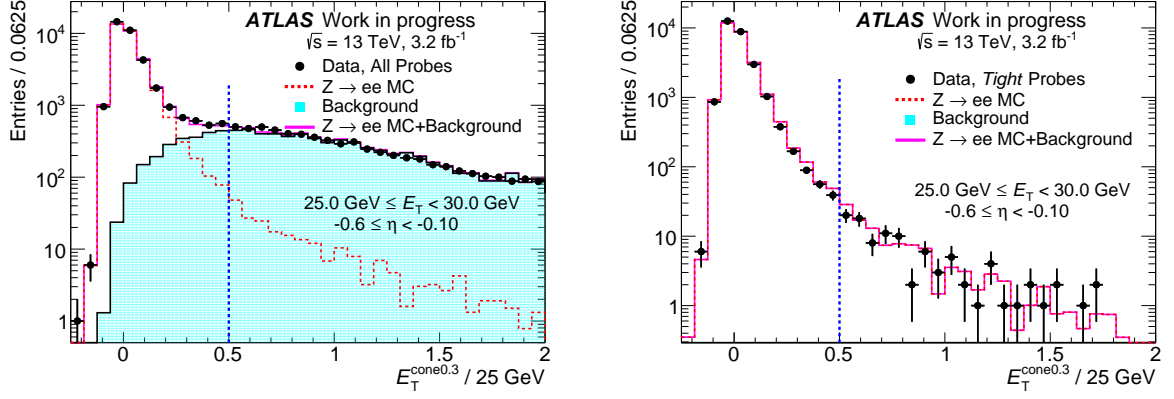 ATLAS Work in progress
√s = 13 TeV, 3.2 fb⁻¹
Data, All Probes
Z → ee MC
Background
Z → ee MC+Background
25.0 GeV ≤ E_T < 30.0 GeV
-0.6 ≤ η < -0.10
Entries / 0.0625
10⁴
10³
10²
10
1
0 0.5 1 1.5 2
E_T^cone0.3 / 25 GeV
ATLAS Work in progress
√s = 13 TeV, 3.2 fb⁻¹
Data, Tight Probes
Z → ee MC
Background
Z → ee MC+Background
25.0 GeV ≤ E_T < 30.0 GeV
-0.6 ≤ η < -0.10
Entries / 0.0625
10⁴
10³
10²
10
1
0 0.5 1 1.5 2
E_T^cone0.3 / 25 GeV